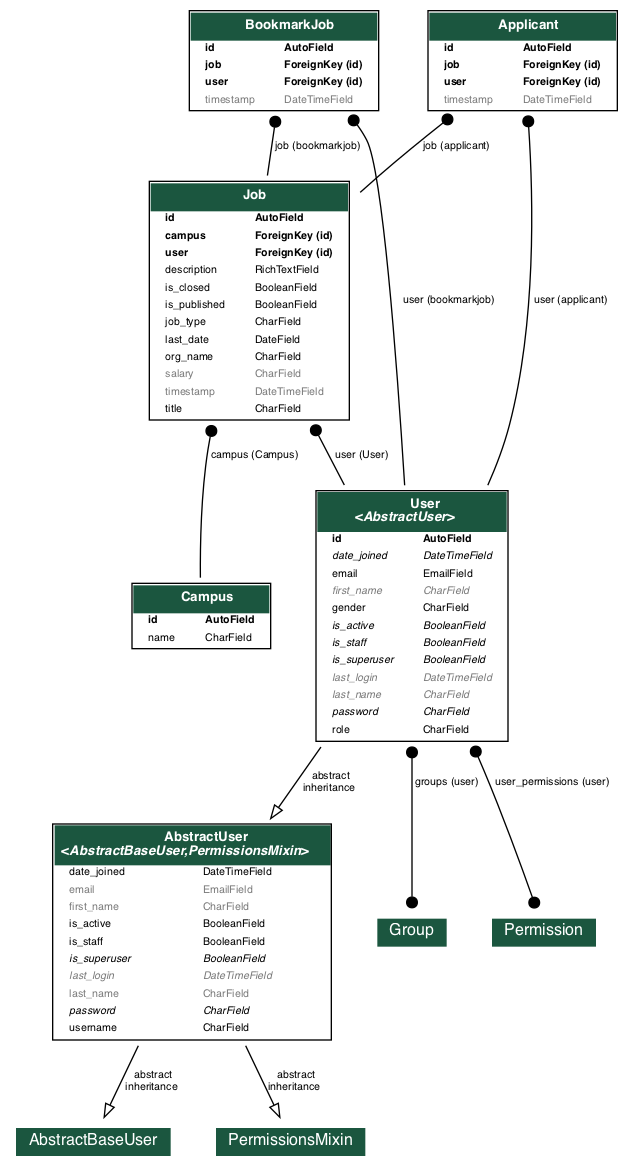 BookmarkJob
id AutoField
job ForeignKey (id)
user ForeignKey (id)
timestamp DateTimeField
Applicant
id AutoField
job ForeignKey (id)
user ForeignKey (id)
timestamp DateTimeField
job (bookmarkjob)
job (applicant)
Job
id AutoField
campus ForeignKey (id)
user ForeignKey (id)
description RichTextField
is_closed BooleanField
is_published BooleanField
job_type CharField
last_date DateField
org_name CharField
salary CharField
timestamp DateTimeField
title CharField
user (bookmarkjob)
user (applicant)
campus (Campus)
user (User)
User
<AbstractUser>
id AutoField
date_joined DateTimeField
email EmailField
first_name CharField
gender CharField
is_active BooleanField
is_staff BooleanField
is_superuser BooleanField
last_login DateTimeField
last_name CharField
password CharField
role CharField
Campus
id AutoField
name CharField
abstract
inheritance
groups (user)
user_permissions (user)
AbstractUser
<AbstractBaseUser,PermissionsMixin>
date_joined DateTimeField
email EmailField
first_name CharField
is_active BooleanField
is_staff BooleanField
is_superuser BooleanField
last_login DateTimeField
last_name CharField
password CharField
username CharField
Group
Permission
abstract
inheritance
abstract
inheritance
AbstractBaseUser
PermissionsMixin